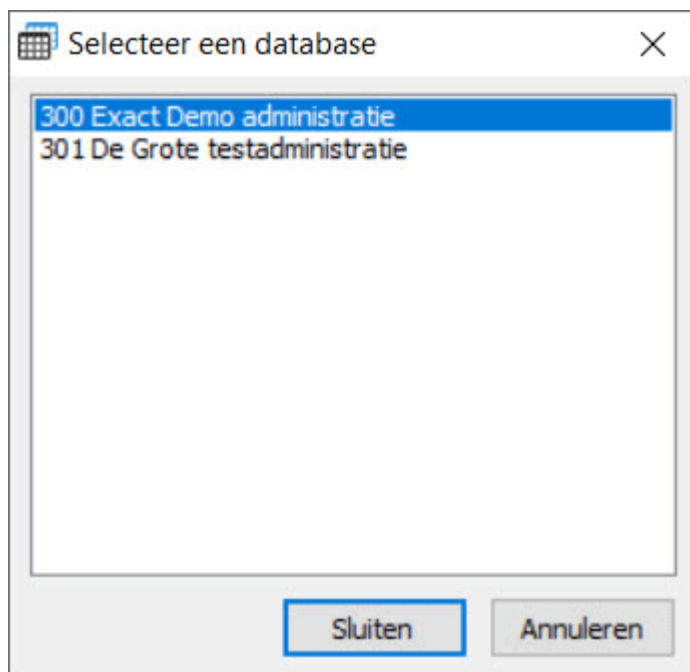 Selecteer een database
300 Exact Demo administratie
301 De Grote testadministratie
Sluiten
Annuleren